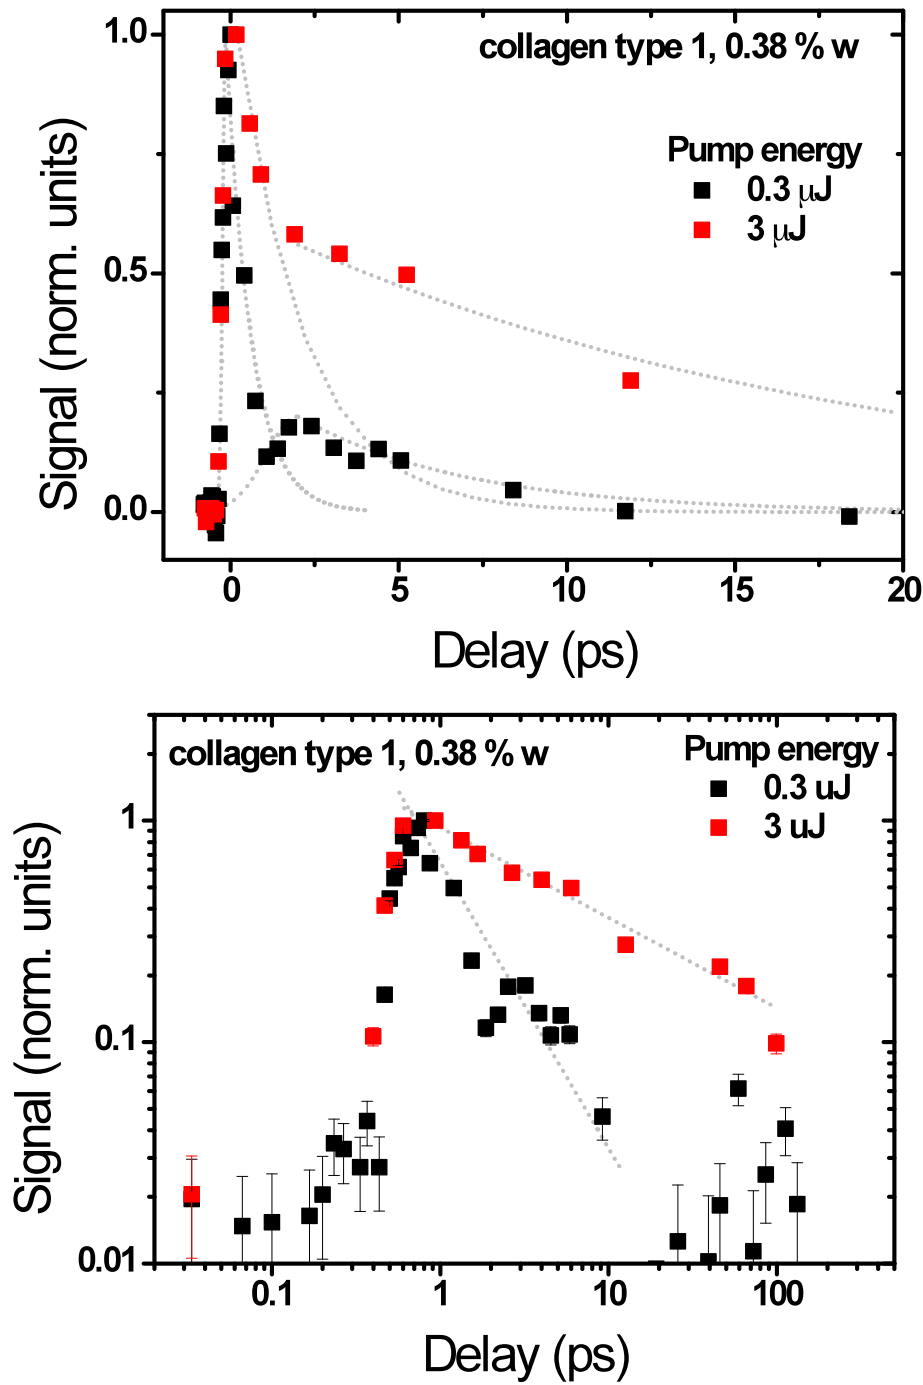 collagen type 1, 0.38 % w
Pump energy
0.3 μJ
3 μJ
1.0
0.5
0.0
Signal (norm. units)
0
5
10
15
20
Delay (ps)
collagen type 1, 0.38 % w
Pump energy
0.3 uJ
3 uJ
1
0.1
0.01
Signal (norm. units)
0.1
1
10
100
Delay (ps)